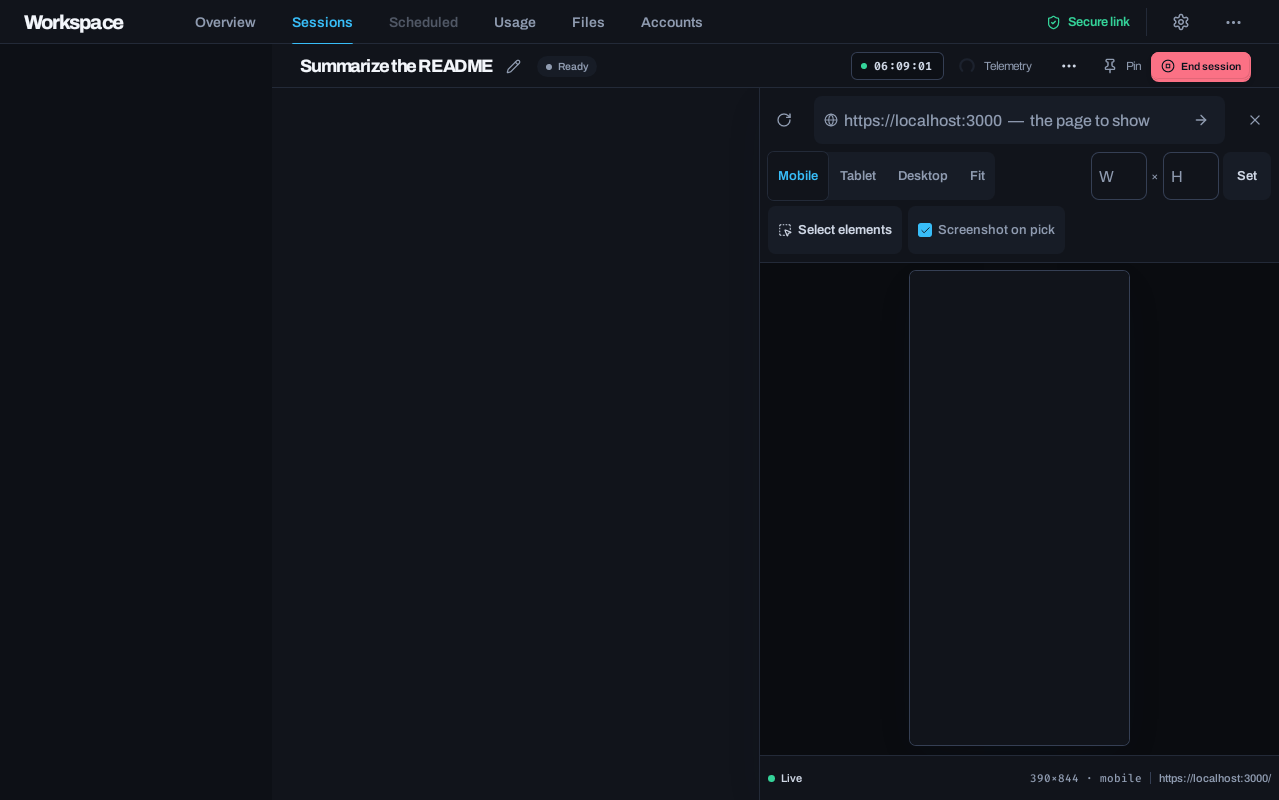 Workspace
Overview
Sessions
Scheduled
Usage
Files
Accounts
Secure link
Summarize the README
Ready
06:09:01
Telemetry
Pin
End session
https://localhost:3000 — the page to show
Mobile
Tablet
Desktop
Fit
W
×
H
Set
Select elements
Screenshot on pick
Live
390×844 · mobile
https://localhost:3000/